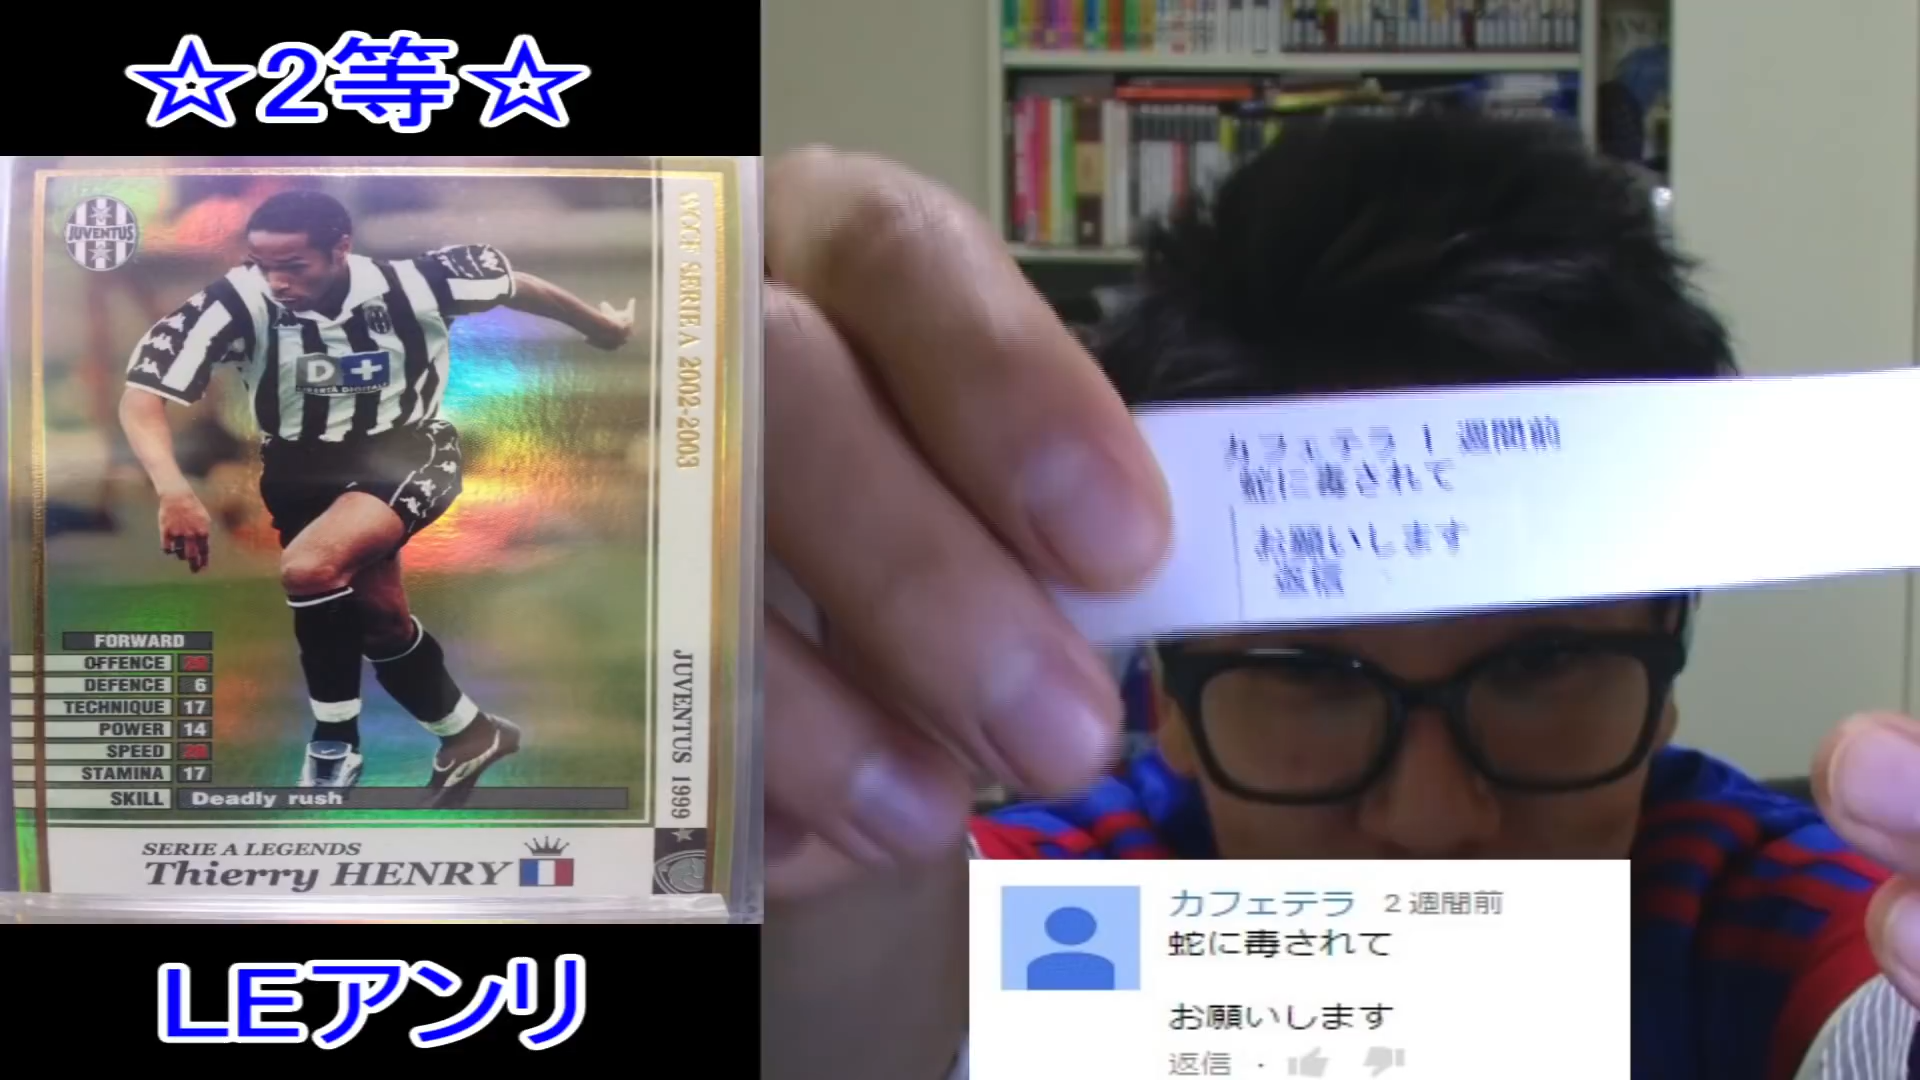 ☆2等☆
JUVENTUS
WCCF SERIE A 2002-2003
D+
LIBERTÀ DIGITALE
FORWARD
OFFENCE 20
DEFENCE 6
TECHNIQUE 17
POWER 14
SPEED 20
STAMINA 17
SKILL Deadly rush
JUVENTUS 1999
SERIE A LEGENDS
Thierry HENRY
LEアンリ
カフェテラ 1 週間前
蛇に毒されて
お願いします
返信
カフェテラ 2 週間前
蛇に毒されて
お願いします
返信 ·